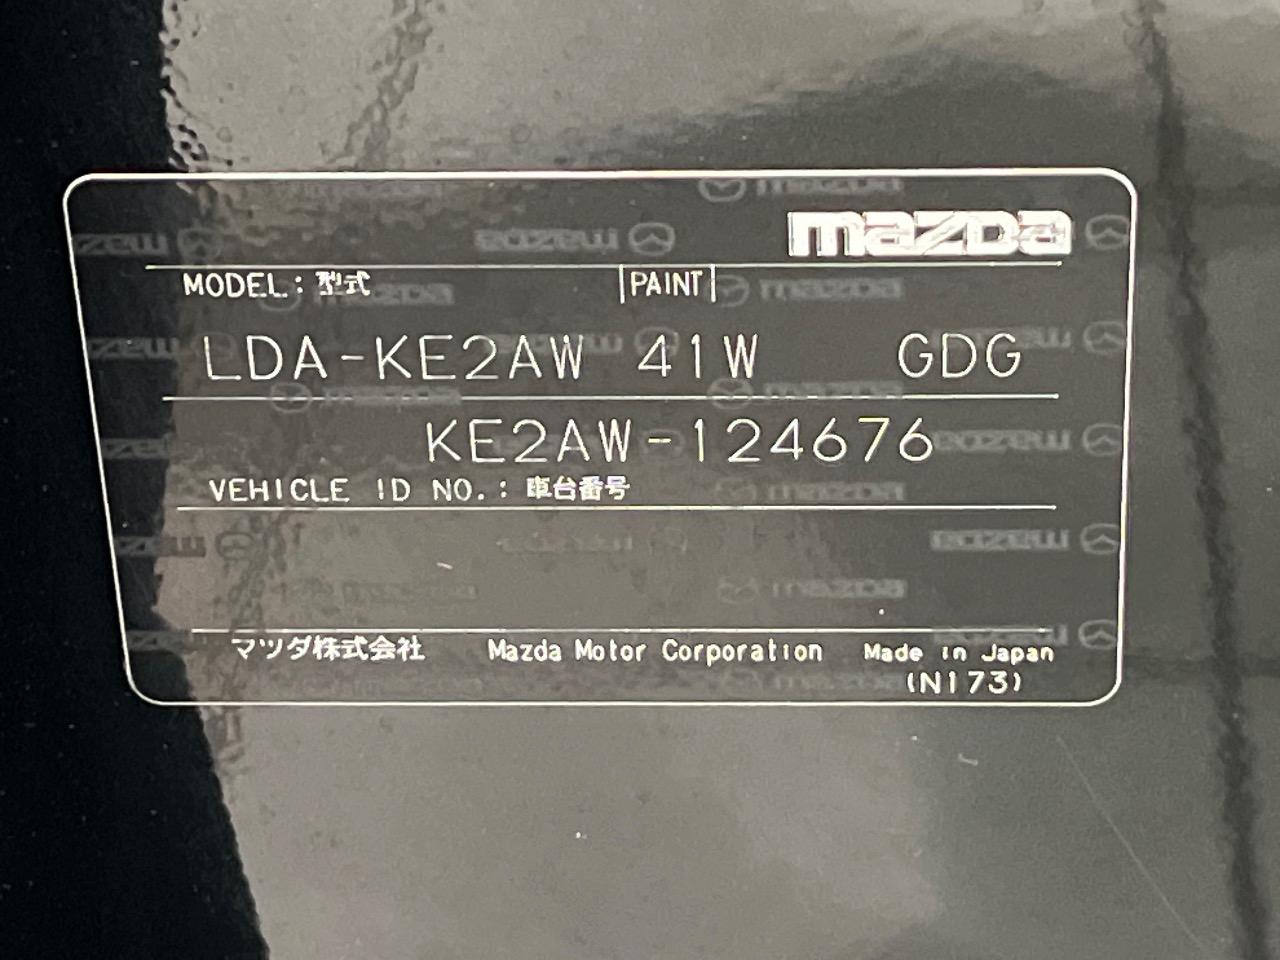 mazda
MODEL: 型式 PAINT
LDA-KE2AW 41W GDG
KE2AW-124676
VEHICLE ID NO.: 車台番号
マツダ株式会社 Mazda Motor Corporation Made in Japan
(N173)